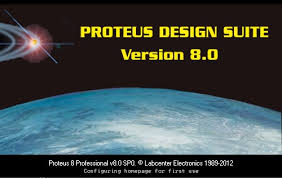 PROTEUS DESIGN SUITE
Version 8.0
Proteus 8 Professional v8.0 SP0. © Labcenter Electronics 1989-2012
Configuring homepage for first use